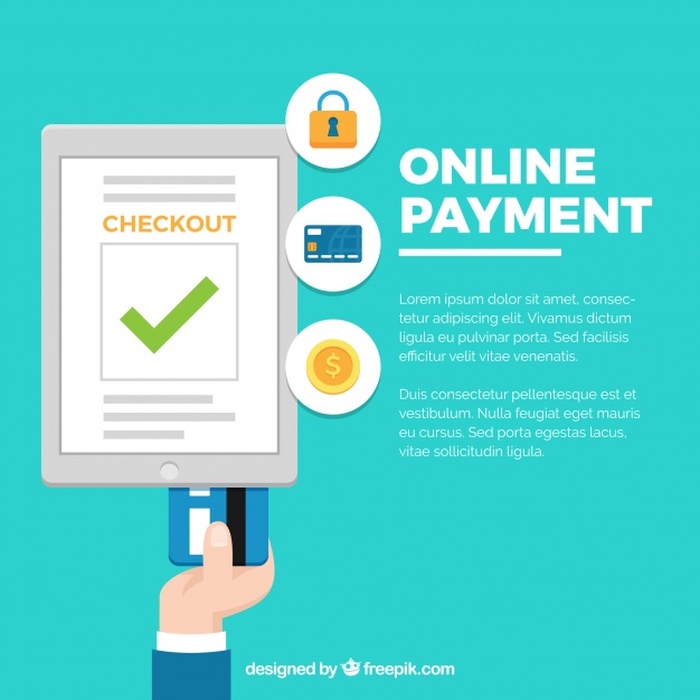 CHECKOUT
$
ONLINE
PAYMENT
Lorem ipsum dolor sit amet, consec-
tetur adipiscing elit. Vivamus dictum
ligula eu pulvinar porta. Sed facilisis
efficitur velit vitae venenatis.
Duis consectetur pellentesque est et
vestibulum. Nulla feugiat eget mauris
eu cursus. Sed porta egestas lacus,
vitae sollicitudin ligula.
designed by freepik.com